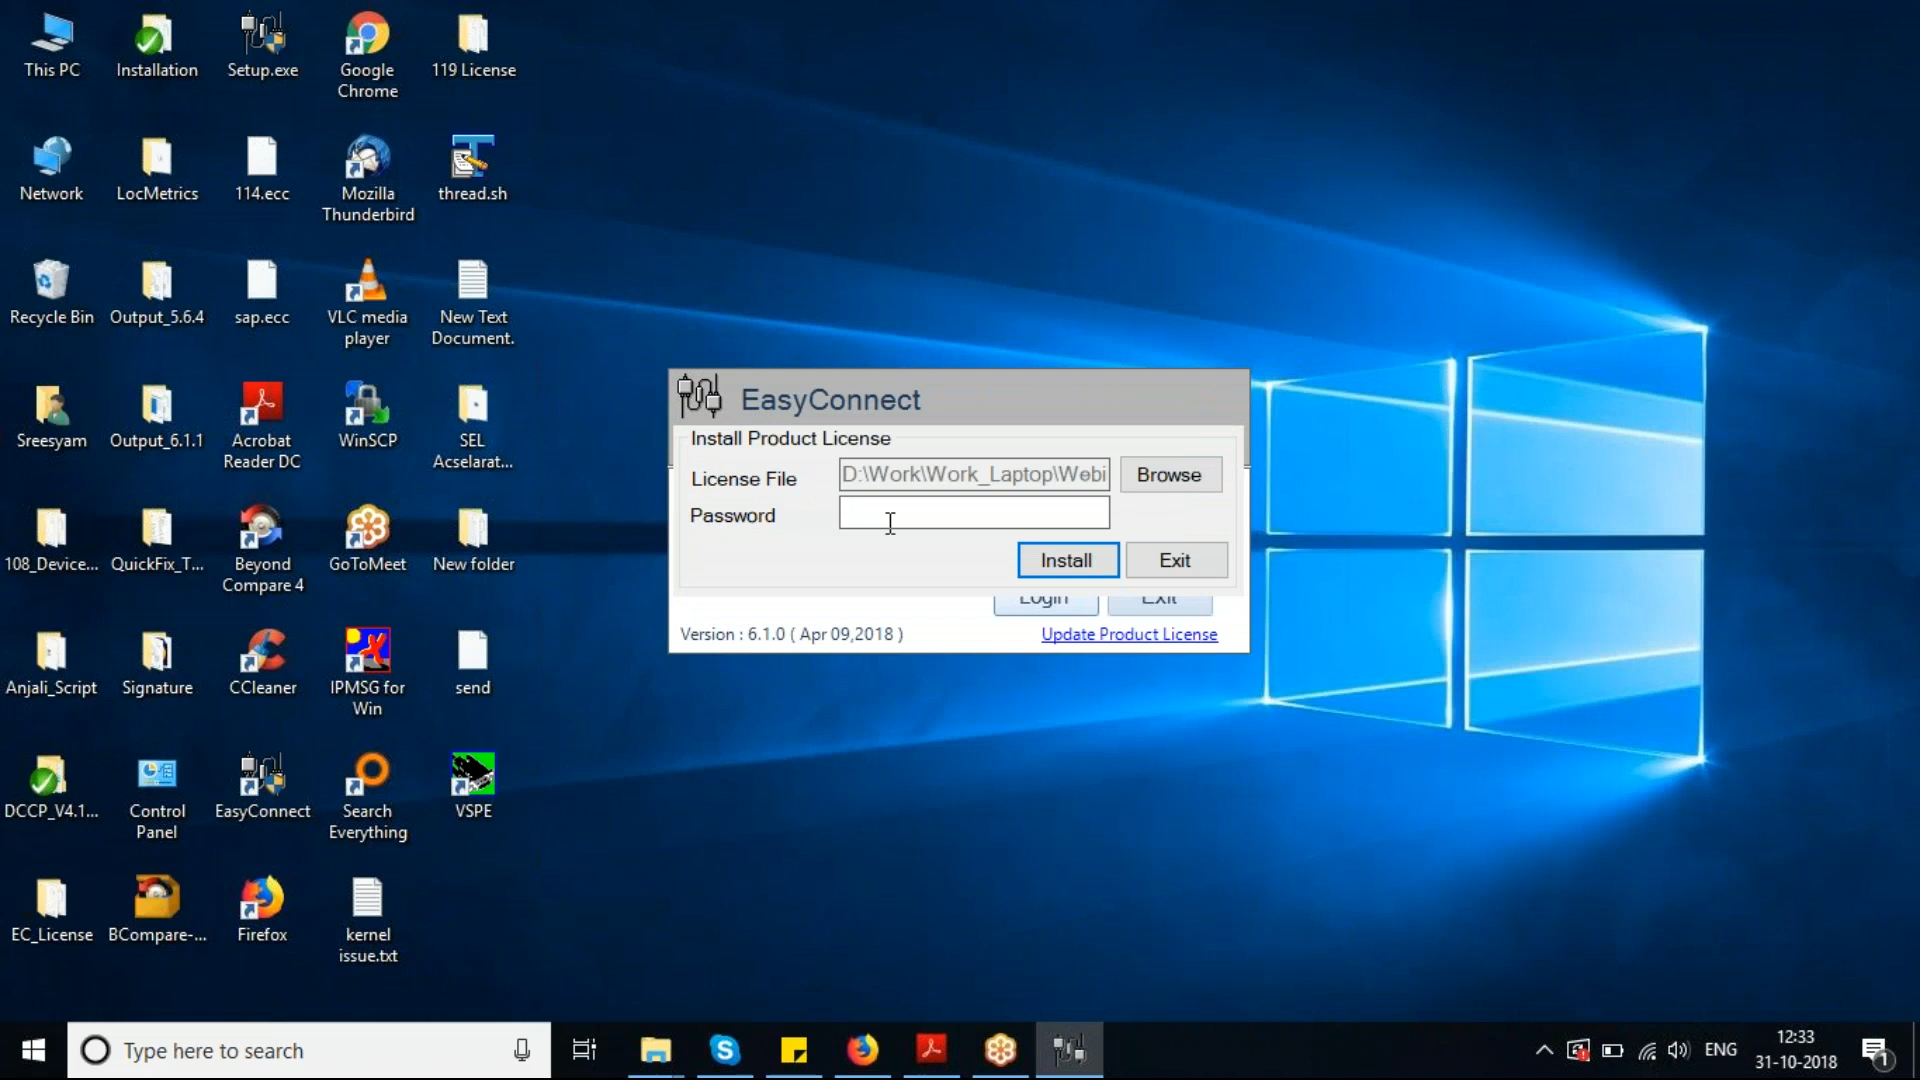 This PC
Installation
Setup.exe
Google
Chrome
119 License
Network
LocMetrics
114.ecc
Mozilla
Thunderbird
thread.sh
Recycle Bin
Output_5.6.4
sap.ecc
VLC media
player
New Text
Document.
Sreesyam
Output_6.1.1
Acrobat
Reader DC
WinSCP
SEL
Acselarat...
108_Device...
QuickFix_T...
Beyond
Compare 4
GoToMeet
New folder
Anjali_Script
Signature
CCleaner
IPMSG for
Win
send
DCCP_V4.1...
Control
Panel
EasyConnect
Search
Everything
VSPE
EC_License
BCompare-...
Firefox
kernel
issue.txt
EasyConnect
Install Product License
License File
D:\Work\Work_Laptop\Webi
Browse
Password
Install
Exit
Login
Exit
Version : 6.1.0 ( Apr 09,2018 )
Update Product License
Type here to search
ENG
12:33
31-10-2018
1